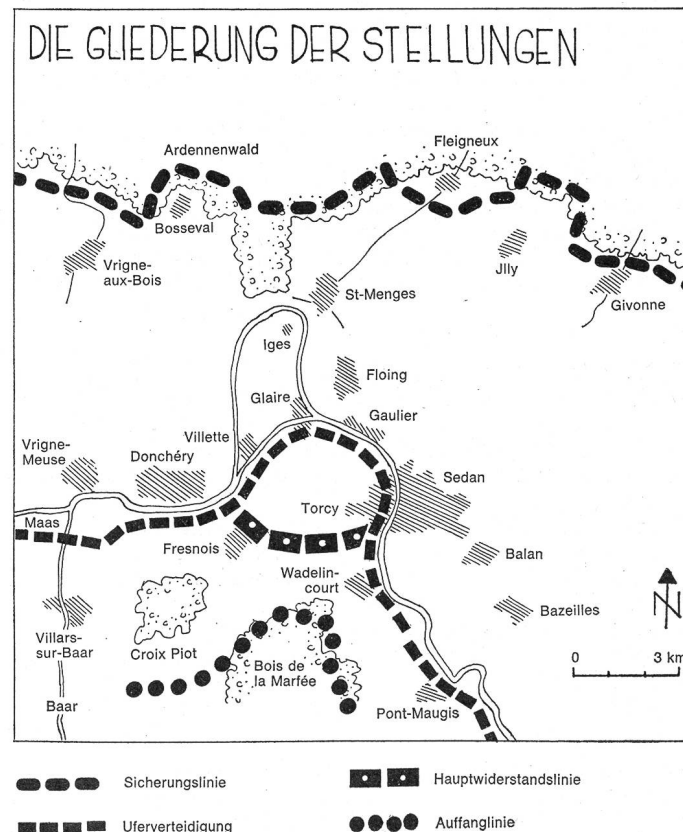 DIE GLIEDERUNG DER STELLUNGEN
Ardennenwald
Fleigneux
Bosseval
Vrigne-
aux-Bois
St-Menges
Jlly
Givonne
Iges
Floing
Glaire
Gaulier
Villette
Vrigne-
Meuse
Donchéry
Sedan
Torcy
Maas
Fresnois
Balan
Wadelin-
court
Bazeilles
N
Villars-
sur-Baar
Croix Piot
Bois de
la Marfée
0 3 km
Baar
Pont-Maugis
Sicherungslinie
Hauptwiderstandslinie
Uferverteidigung
Auffanglinie